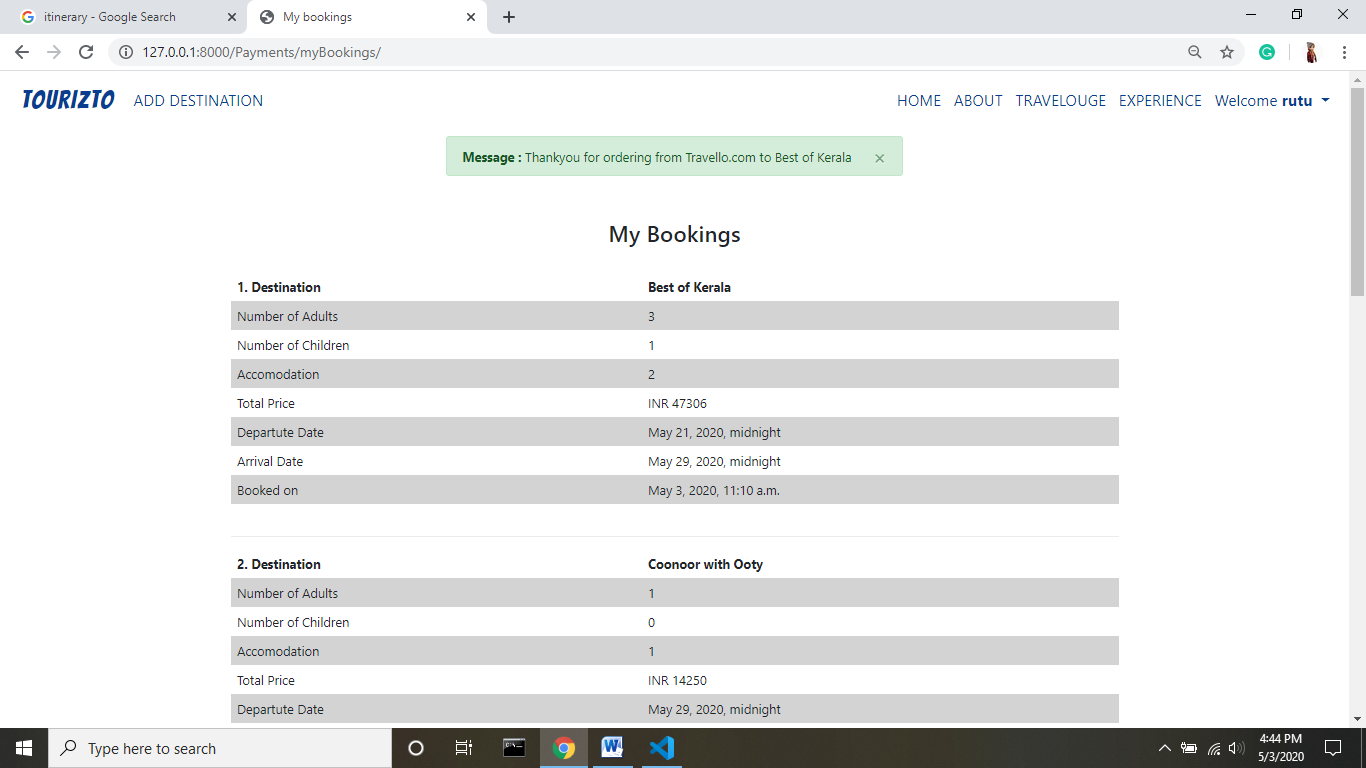 itinerary - Google Search
My bookings
127.0.0.1:8000/Payments/myBookings/
TOURIZTO ADD DESTINATION HOME ABOUT TRAVELOUGE EXPERIENCE Welcome rutu
Message : Thankyou for ordering from Travello.com to Best of Kerala ×
My Bookings
1. Destination Best of Kerala
Number of Adults 3
Number of Children 1
Accomodation 2
Total Price INR 47306
Departute Date May 21, 2020, midnight
Arrival Date May 29, 2020, midnight
Booked on May 3, 2020, 11:10 a.m.
2. Destination Coonoor with Ooty
Number of Adults 1
Number of Children 0
Accomodation 1
Total Price INR 14250
Departute Date May 29, 2020, midnight
Type here to search
4:44 PM
5/3/2020